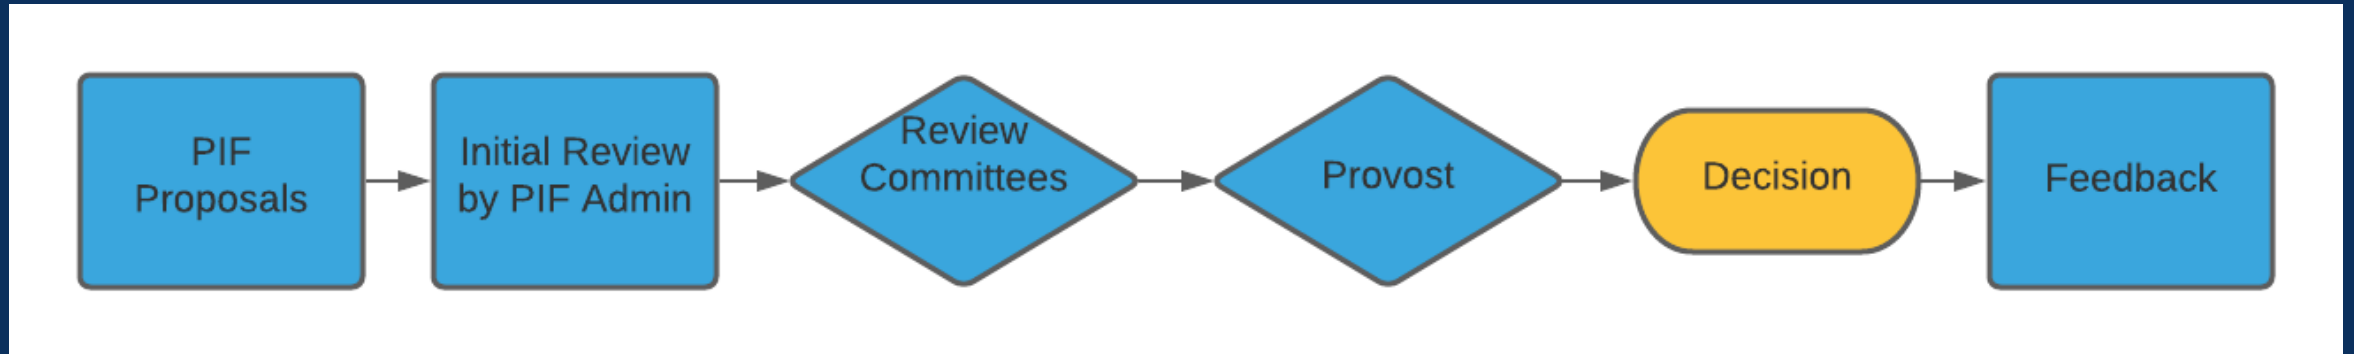 PIF
Proposals
Initial Review
by PIF Admin
Review
Committees
Provost
Decision
Feedback